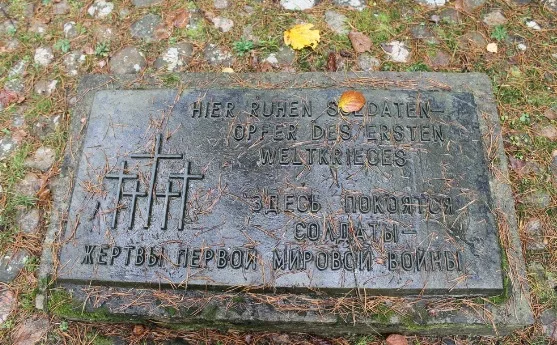 HIER RUHEN SOLDATEN-
OPFER DES ERSTEN
WELTKRIEGES
ЗДЕСЬ ПОКОЯТСЯ
СОЛДАТЫ-
ЖЕРТВЫ ПЕРВОЙ МИРОВОЙ ВОЙНЫ